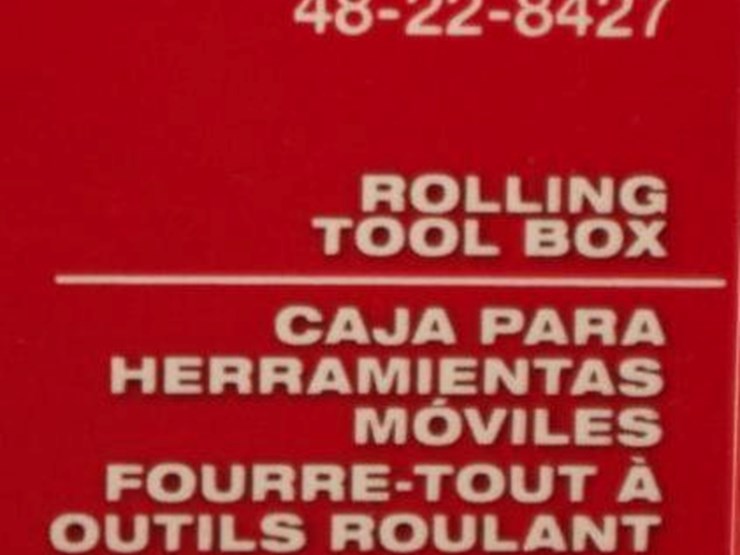 48-22-8427
ROLLING
TOOL BOX
CAJA PARA
HERRAMIENTAS
MÓVILES
FOURRE-TOUT À
OUTILS ROULANT